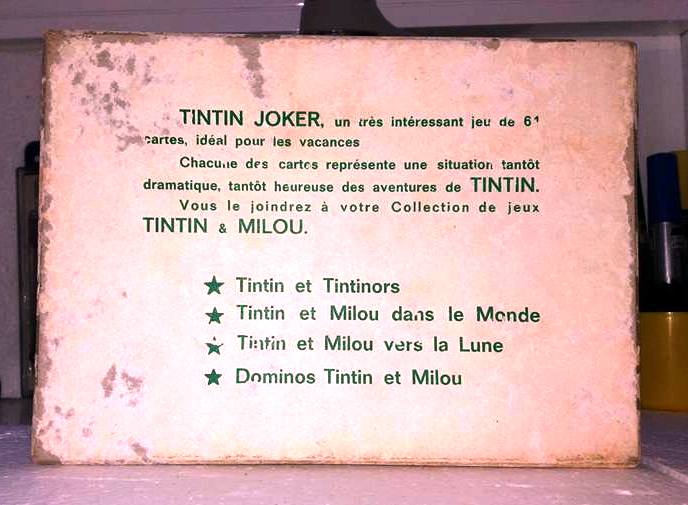 TINTIN JOKER, un très intéressant jeu de 61
cartes, idéal pour les vacances
Chacune des cartes représente une situation tantôt
dramatique, tantôt heureuse des aventures de TINTIN.
Vous le joindrez à votre Collection de jeux
TINTIN & MILOU.
★ Tintin et Tintinors
★ Tintin et Milou dans le Monde
★ Tintin et Milou vers la Lune
★ Dominos Tintin et Milou